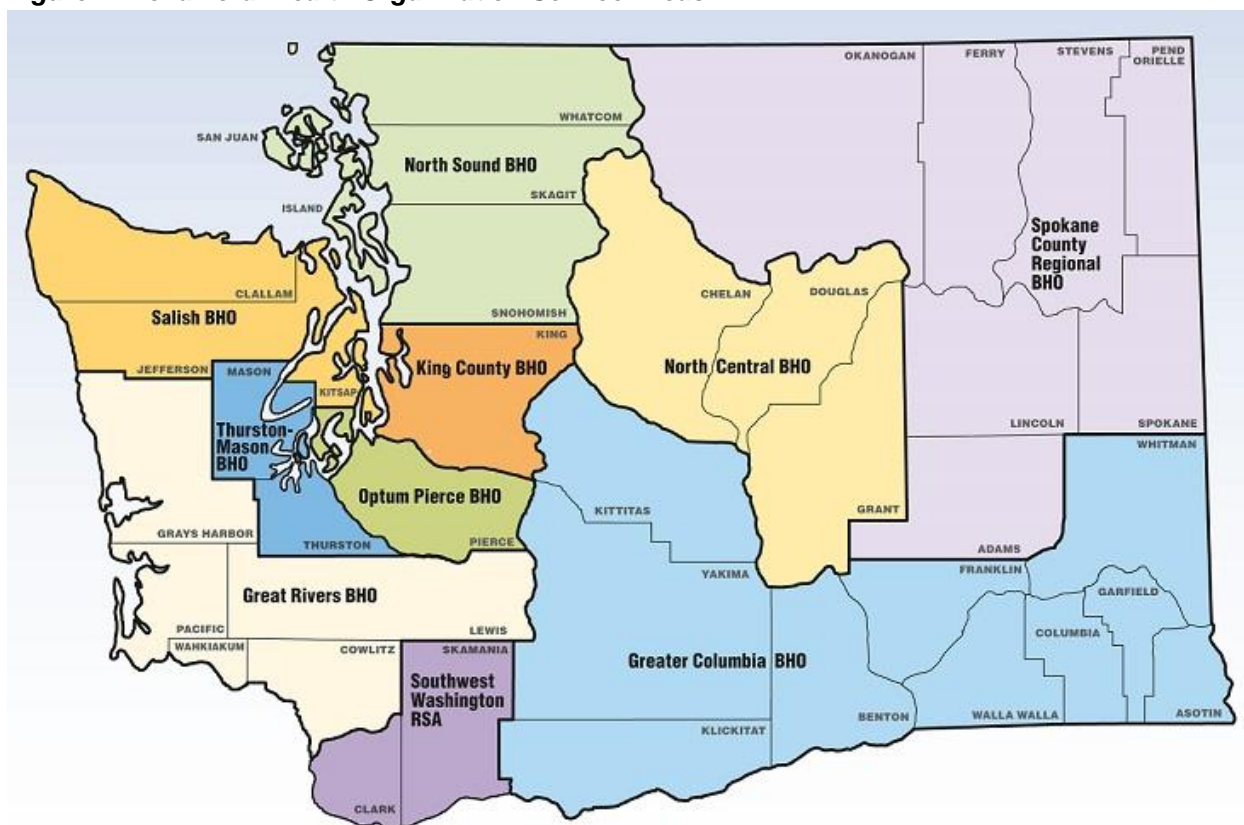 OKANOGAN
FERRY
STEVENS
PEND
ORIELLE
WHATCOM
SAN JUAN
North Sound BHO
SKAGIT
ISLAND
Spokane
County
Regional
BHO
CLALLAM
CHELAN
DOUGLAS
Salish BHO
SNOHOMISH
KING
JEFFERSON
MASON
King County BHO
North Central BHO
KITSAP
Thurston-
Mason
BHO
LINCOLN
SPOKANE
WHITMAN
Optum Pierce BHO
KITTITAS
GRANT
GRAYS HARBOR
THURSTON
PIERCE
ADAMS
YAKIMA
FRANKLIN
Great Rivers BHO
GARFIELD
PACIFIC
LEWIS
COLUMBIA
WAHKIAKUM
COWLITZ
SKAMANIA
Greater Columbia BHO
Southwest
Washington
RSA
KLICKITAT
BENTON
WALLA WALLA
ASOTIN
CLARK